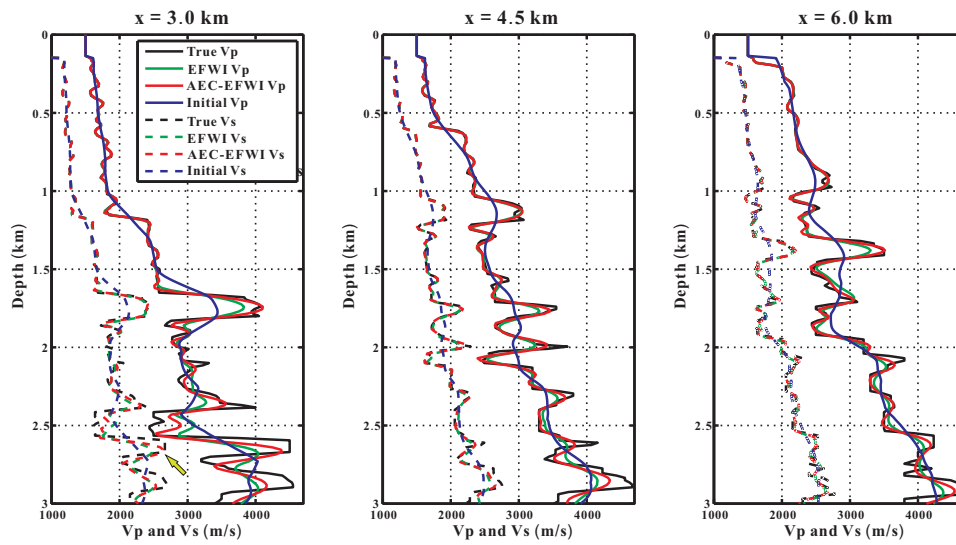 x = 3.0 km
x = 4.5 km
x = 6.0 km
True Vp
EFWI Vp
AEC-EFWI Vp
Initial Vp
True Vs
EFWI Vs
AEC-EFWI Vs
Initial Vs
s
Depth (km)
0
0.5
1
1.5
2
2.5
3
1000
2000
3000
4000
Vp and Vs (m/s)
Depth (km)
0
0.5
1
1.5
2
2.5
3
1000
2000
3000
4000
Vp and Vs (m/s)
Depth (km)
0
0.5
1
1.5
2
2.5
3
1000
2000
3000
4000
Vp and Vs (m/s)